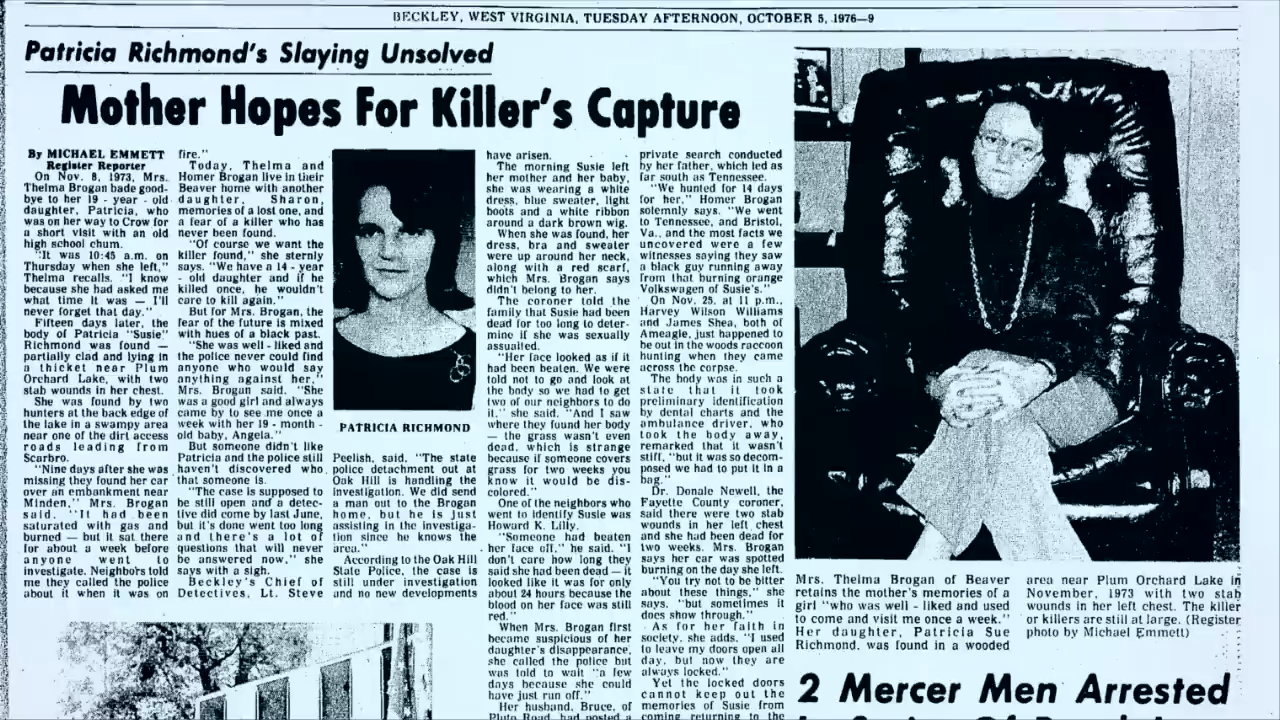 BECKLEY, WEST VIRGINIA, TUESDAY AFTERNOON, OCTOBER 5, 1976—9
Patricia Richmond's Slaying Unsolved
Mother Hopes For Killer's Capture
By MICHAEL EMMETT
Register Reporter
On Nov. 8, 1973, Mrs.
Thelma Brogan bade good-
bye to her 19 - year - old
daughter, Patricia, who
was on her way to Crow for
a short visit with an old
high school chum.
"It was 10:45 a.m. on
Thursday when she left,"
Thelma recalls. "I know
because she had asked me
what time it was — I'll
never forget that day."
Fifteen days later, the
body of Patricia "Susie"
Richmond was found —
partially clad and lying in
a thicket near Plum
Orchard Lake, with two
stab wounds in her chest.
She was found by two
hunters at the back edge of
the lake in a swampy area
near one of the dirt access
roads leading from
Scarbro.
"Nine days after she was
missing they found her car
over an embankment near
Minden," Mrs. Brogan
said. "It had been
saturated with gas and
burned — but it sat there
for about a week before
anyone went to
investigate. Neighbors told
me they called the police
about it when it was on
fire."
Today, Thelma and
Homer Brogan live in their
Beaver home with another
daughter, Sharon,
memories of a lost one, and
a fear of a killer who has
never been found.
"Of course we want the
killer found," she sternly
says. "We have a 14 - year
- old daughter and if he
killed once, he wouldn't
care to kill again."
But for Mrs. Brogan, the
fear of the future is mixed
with hues of a black past.
"She was well - liked and
the police never could find
anyone who would say
anything against her,"
Mrs. Brogan said. "She
was a good girl and always
came by to see me once a
week with her 19 - month -
old baby, Angela."
But someone didn't like
Patricia and the police still
haven't discovered who
that someone is.
"The case is supposed to
be still open and a detec-
tive did come by last June,
but it's done went too long
and there's a lot of
questions that will never
be answered now," she
says with a sigh.
Beckley's Chief of
Detectives, Lt. Steve
PATRICIA RICHMOND
Peelish, said, "The state
police detachment out at
Oak Hill is handling the
investigation. We did send
a man out to the Brogan
home, but he is just
assisting in the investiga-
tion since he knows the
area."
According to the Oak Hill
State Police, the case is
still under investigation
and no new developments
have arisen.
The morning Susie left
her mother and her baby,
she was wearing a white
dress, blue sweater, light
boots and a white ribbon
around a dark brown wig.
When she was found, her
dress, bra and sweater
were up around her neck,
along with a red scarf,
which Mrs. Brogan says
didn't belong to her.
The coroner told the
family that Susie had been
dead for too long to deter-
mine if she was sexually
assualted.
"Her face looked as if it
had been beaten. We were
told not to go and look at
the body so we had to get
two of our neighbors to do
it," she said. "And I saw
where they found her body
— the grass wasn't even
dead, which is strange
because if someone covers
grass for two weeks you
know it would be dis-
colored."
One of the neighbors who
went to identify Susie was
Howard K. Lilly.
"Someone had beaten
her face off," he said. "I
don't care how long they
said she had been dead — it
looked like it was for only
about 24 hours because the
blood on her face was still
red."
When Mrs. Brogan first
became suspicious of her
daughter's disappearance,
she called the police but
was told to wait "a few
days because she could
have just run off."
Her husband, Bruce, of
Pluto Road, had posted a
private search conducted
by her father, which led as
far south as Tennessee.
"We hunted for 14 days
for her," Homer Brogan
solemnly says. "We went
to Tennessee, and Bristol,
Va., and the most facts we
uncovered were a few
witnesses saying they saw
a black guy running away
from that burning orange
Volkswagen of Susie's."
On Nov. 25, at 11 p.m.,
Harvey Wilson Williams
and James Shea, both of
Ameagle, just happened to
be out in the woods raccoon
hunting when they came
across the corpse.
The body was in such a
state that it took
preliminary identification
by dental charts and the
ambulance driver, who
took the body away,
remarked that it wasn't
stiff, "but it was so decom-
posed we had to put it in a
bag."
Dr. Donale Newell, the
Fayette County coroner,
said there were two stab
wounds in her left chest
and she had been dead for
two weeks. Mrs. Brogan
says her car was spotted
burning on the day she left.
"You try not to be bitter
about these things," she
says, "but sometimes it
does show through."
As for her faith in
society, she adds, "I used
to leave my doors open all
day, but now they are
always locked."
Yet the locked doors
cannot keep out the
memories of Susie from
coming returning to the
Mrs. Thelma Brogan of Beaver
retains the mother's memories of a
girl "who was well - liked and used
to come and visit me once a week."
Her daughter, Patricia Sue
Richmond, was found in a wooded
area near Plum Orchard Lake in
November, 1973 with two stab
wounds in her left chest. The killer
or killers are still at large. (Register
photo by Michael Emmett)
2 Mercer Men Arrested